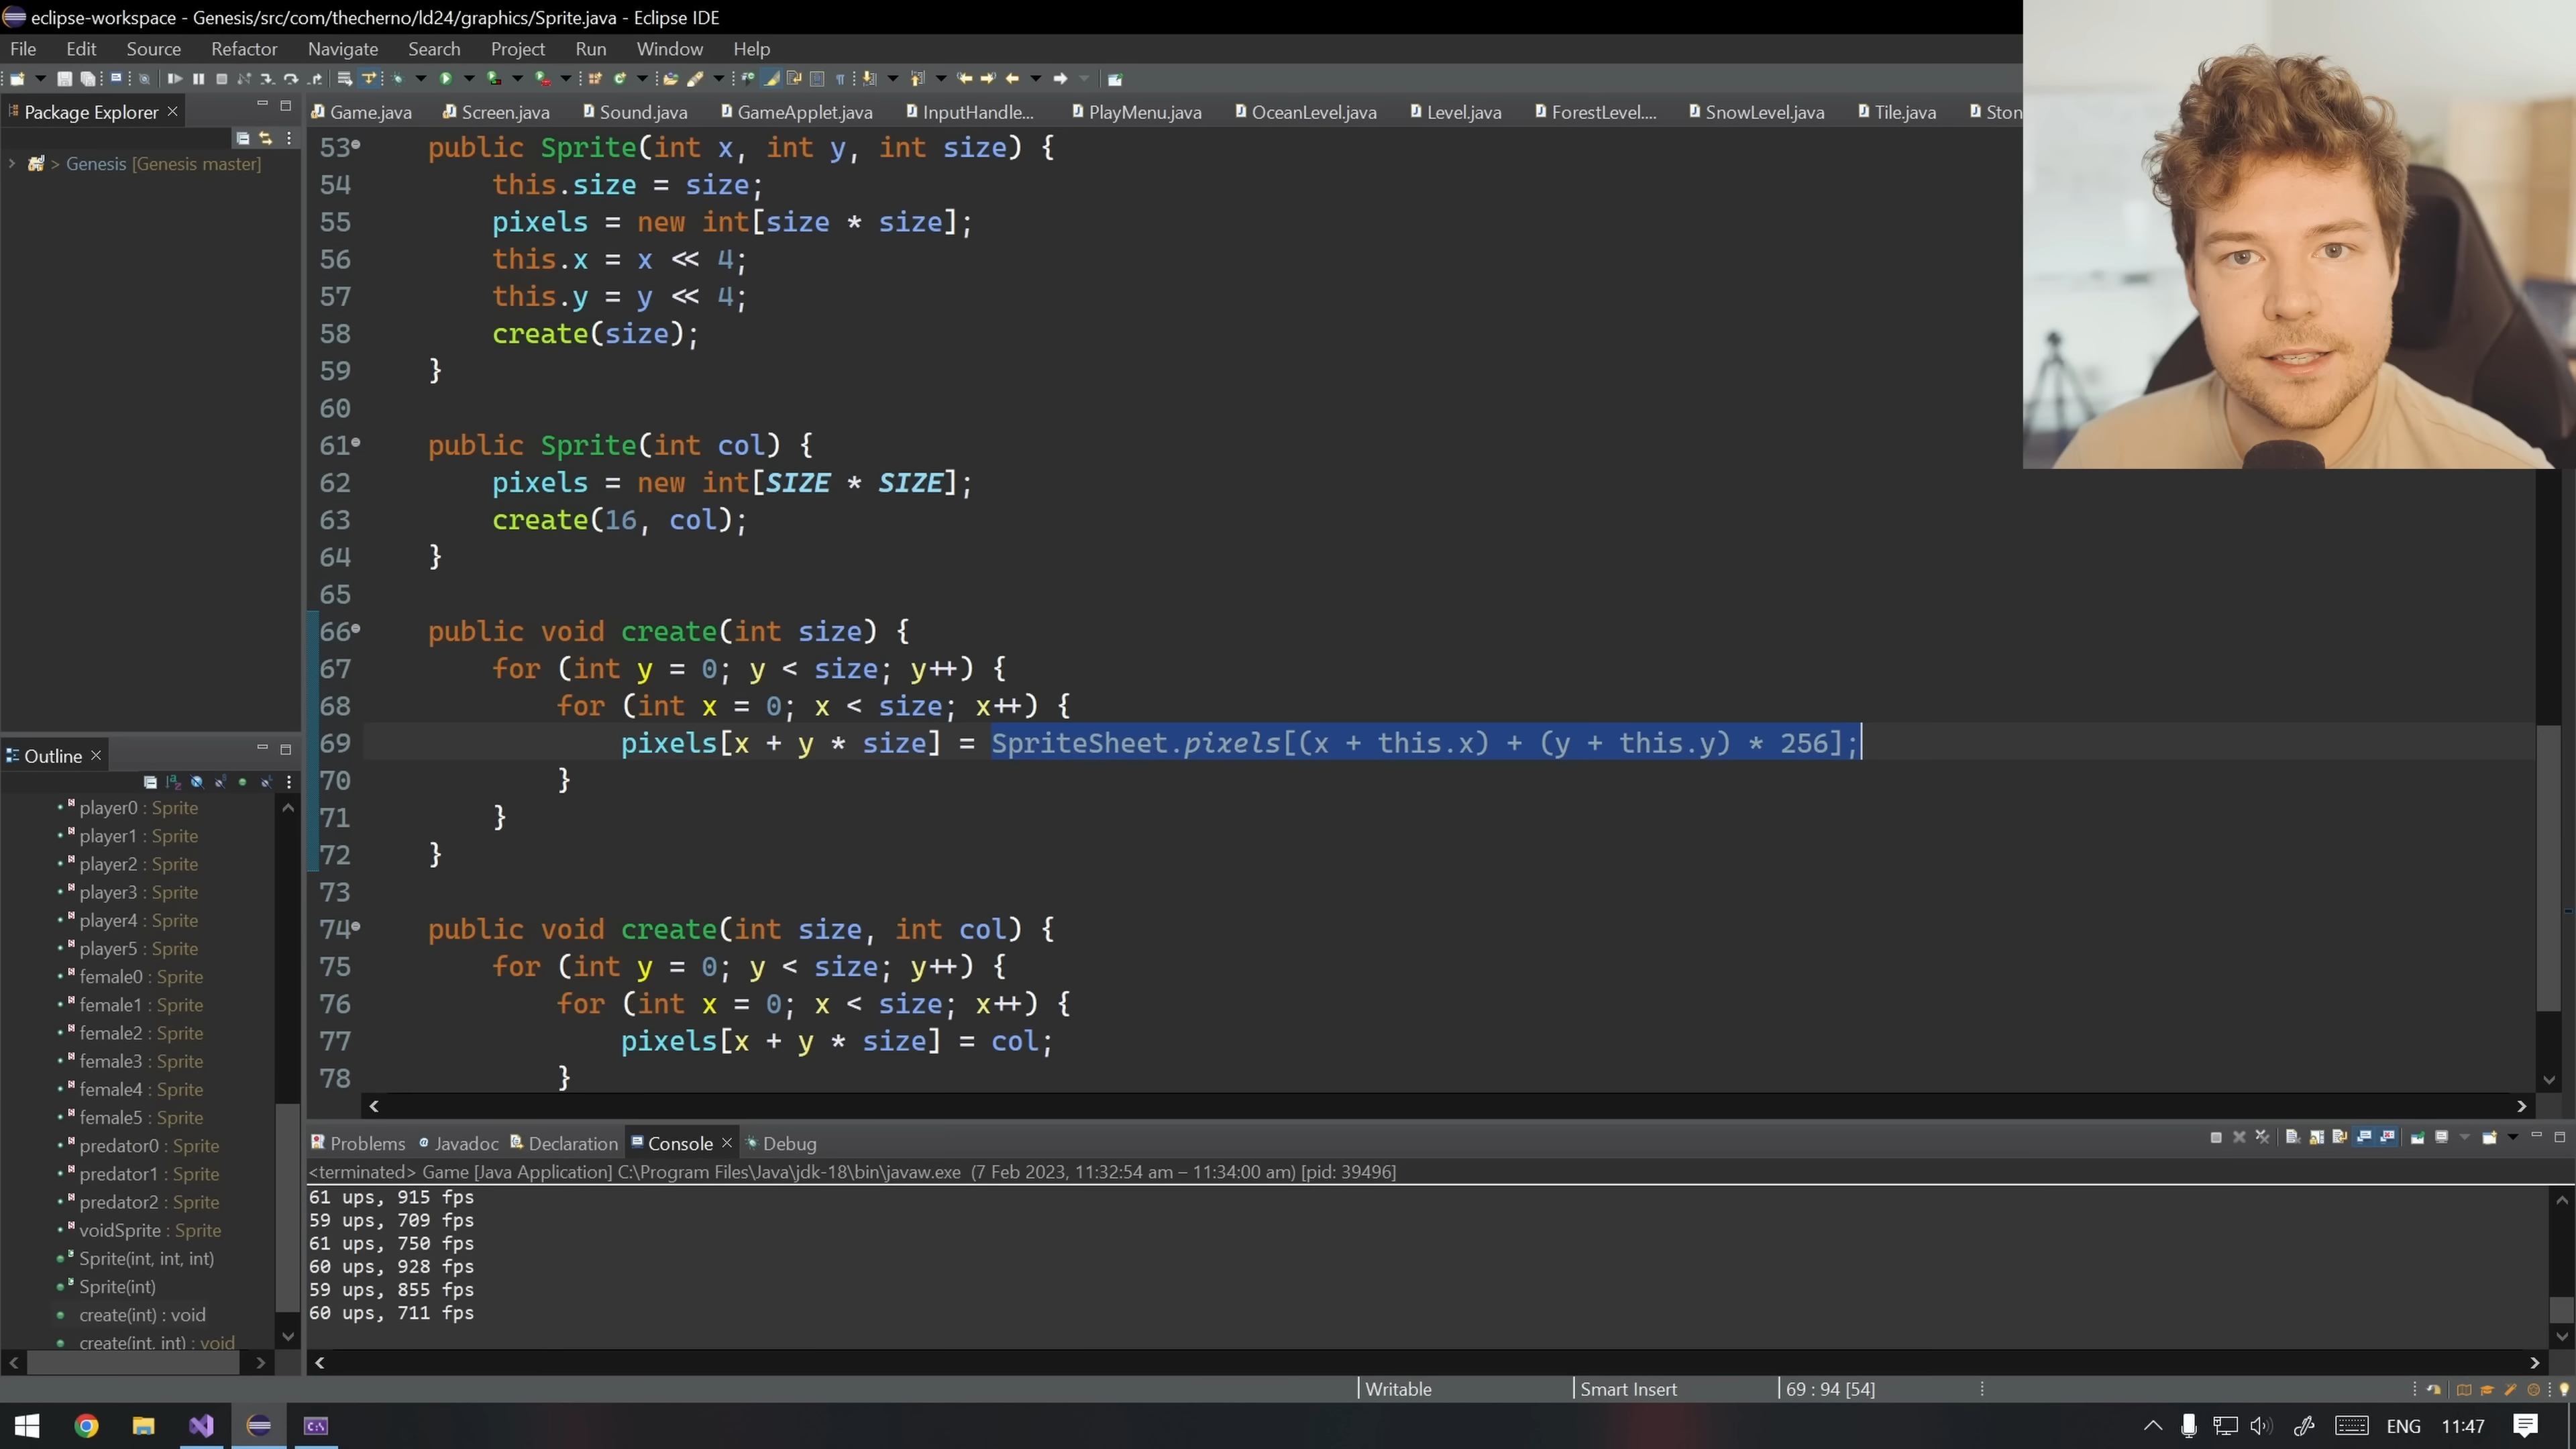 eclipse-workspace - Genesis/src/com/thecherno/ld24/graphics/Sprite.java - Eclipse IDE
File Edit Source Refactor Navigate Search Project Run Window Help
Package Explorer
Game.java Screen.java Sound.java GameApplet.java InputHandle... PlayMenu.java OceanLevel.java Level.java ForestLevel.... SnowLevel.java Tile.java Ston
> Genesis [Genesis master]
53 public Sprite(int x, int y, int size) {
54 this.size = size;
55 pixels = new int[size * size];
56 this.x = x << 4;
57 this.y = y << 4;
58 create(size);
59 }
60
61 public Sprite(int col) {
62 pixels = new int[SIZE * SIZE];
63 create(16, col);
64 }
65
66 public void create(int size) {
67 for (int y = 0; y < size; y++) {
68 for (int x = 0; x < size; x++) {
69 pixels[x + y * size] = SpriteSheet.pixels[(x + this.x) + (y + this.y) * 256];
70 }
71 }
72 }
73
74 public void create(int size, int col) {
75 for (int y = 0; y < size; y++) {
76 for (int x = 0; x < size; x++) {
77 pixels[x + y * size] = col;
78 }
Outline
player0 : Sprite
player1 : Sprite
player2 : Sprite
player3 : Sprite
player4 : Sprite
player5 : Sprite
female0 : Sprite
female1 : Sprite
female2 : Sprite
female3 : Sprite
female4 : Sprite
female5 : Sprite
predator0 : Sprite
predator1 : Sprite
predator2 : Sprite
voidSprite : Sprite
Sprite(int, int, int)
Sprite(int)
create(int) : void
create(int, int) : void
Problems Javadoc Declaration Console Debug
<terminated> Game [Java Application] C:\Program Files\Java\jdk-18\bin\javaw.exe (7 Feb 2023, 11:32:54 am – 11:34:00 am) [pid: 39496]
61 ups, 915 fps
59 ups, 709 fps
61 ups, 750 fps
60 ups, 928 fps
59 ups, 855 fps
60 ups, 711 fps
Writable Smart Insert 69 : 94 [54]
ENG 11:47